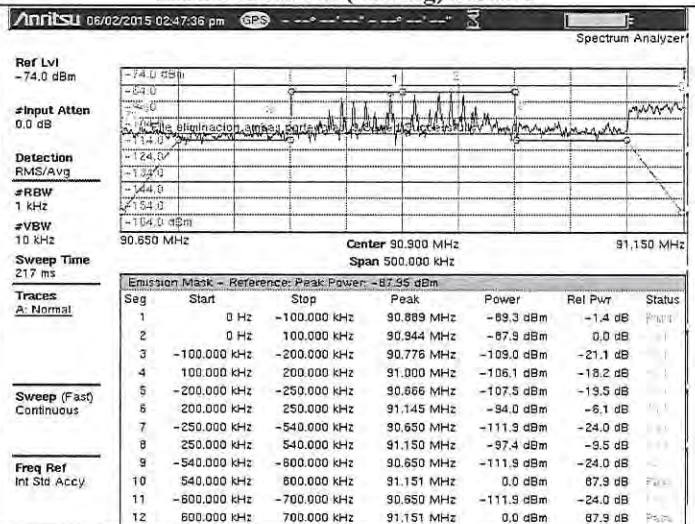 Anritsu 06/02/2015 02:47:36 pm GPS
Spectrum Analyzer
Ref Lvl
-74.0 dBm
#Input Atten
0.0 dB
Detection
RMS/Avg
#RBW
1 kHz
#VBW
10 kHz
Sweep Time
217 ms
Traces
A: Normal
Sweep (Fast)
Continuous
Freq Ref
Int Std Accy
-74.0 dBm
-84.0
-114.0
-124.0
-134.0
-144.0
-154.0
-164.0 dBm
1 2
eliminacion
90.650 MHz
Center 90.900 MHz
91.150 MHz
Span 500.000 kHz
Emission Mask - Reference: Peak Power: -87.95 dBm
Seg Start Stop Peak Power Rel Pwr Status
1 0 Hz -100.000 kHz 90.889 MHz -89.3 dBm -1.4 dB
2 0 Hz 100.000 kHz 90.944 MHz -87.9 dBm 0.0 dB
3 -100.000 kHz -200.000 kHz 90.776 MHz -109.0 dBm -21.1 dB
4 100.000 kHz 200.000 kHz 91.000 MHz -106.1 dBm -18.2 dB
5 -200.000 kHz -250.000 kHz 90.666 MHz -107.5 dBm -19.5 dB
6 200.000 kHz 250.000 kHz 91.145 MHz -94.0 dBm -6.1 dB
7 -250.000 kHz -540.000 kHz 90.650 MHz -111.9 dBm -24.0 dB
8 250.000 kHz 540.000 kHz 91.150 MHz -97.4 dBm -9.5 dB
9 -540.000 kHz -600.000 kHz 90.650 MHz -111.9 dBm -24.0 dB
10 540.000 kHz 600.000 kHz 91.151 MHz 0.0 dBm 87.9 dB
11 -600.000 kHz -700.000 kHz 90.650 MHz -111.9 dBm -24.0 dB
12 600.000 kHz 700.000 kHz 91.151 MHz 0.0 dBm 87.9 dB